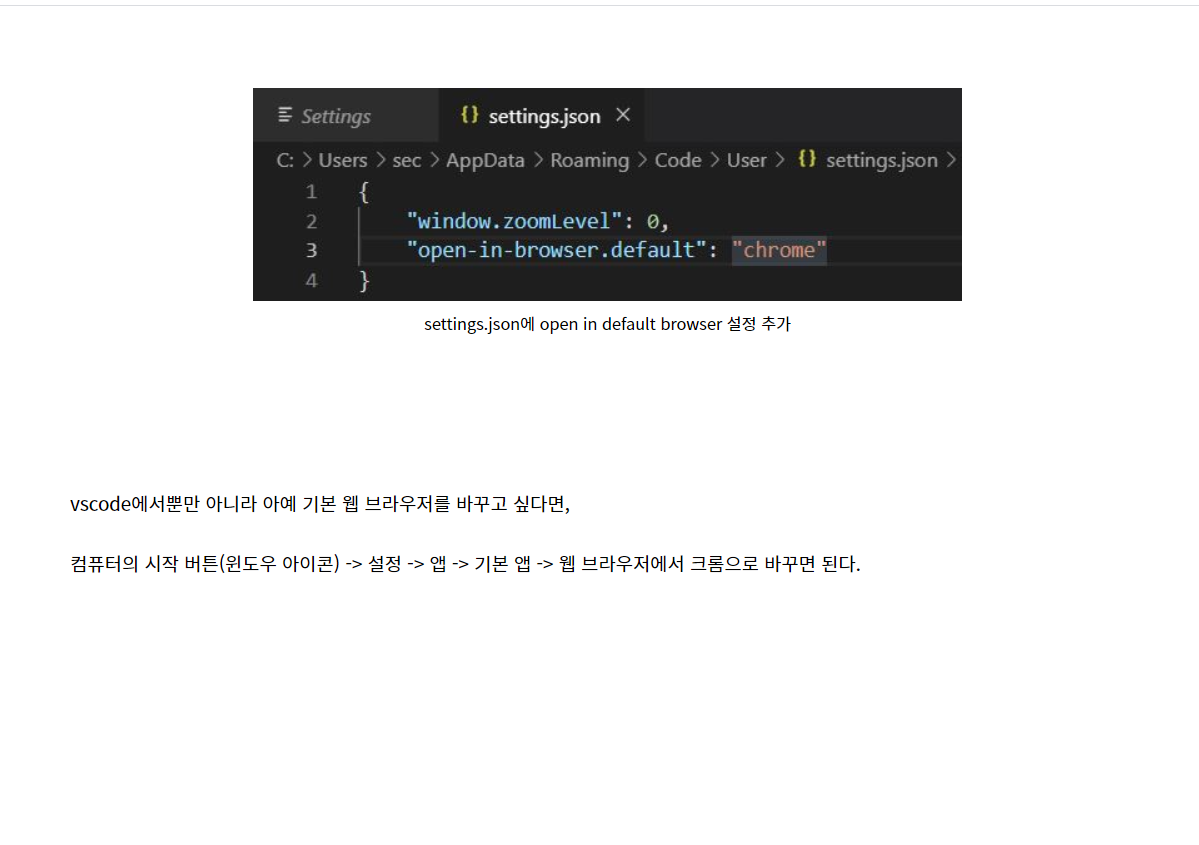 Settings {} settings.json ×
C: > Users > sec > AppData > Roaming > Code > User > {} settings.json >
1 {
2 "window.zoomLevel": 0,
3 "open-in-browser.default": "chrome"
4 }
settings.json에 open in default browser 설정 추가
vscode에서뿐만 아니라 아예 기본 웹 브라우저를 바꾸고 싶다면,
컴퓨터의 시작 버튼(윈도우 아이콘) -> 설정 -> 앱 -> 기본 앱 -> 웹 브라우저에서 크롬으로 바꾸면 된다.